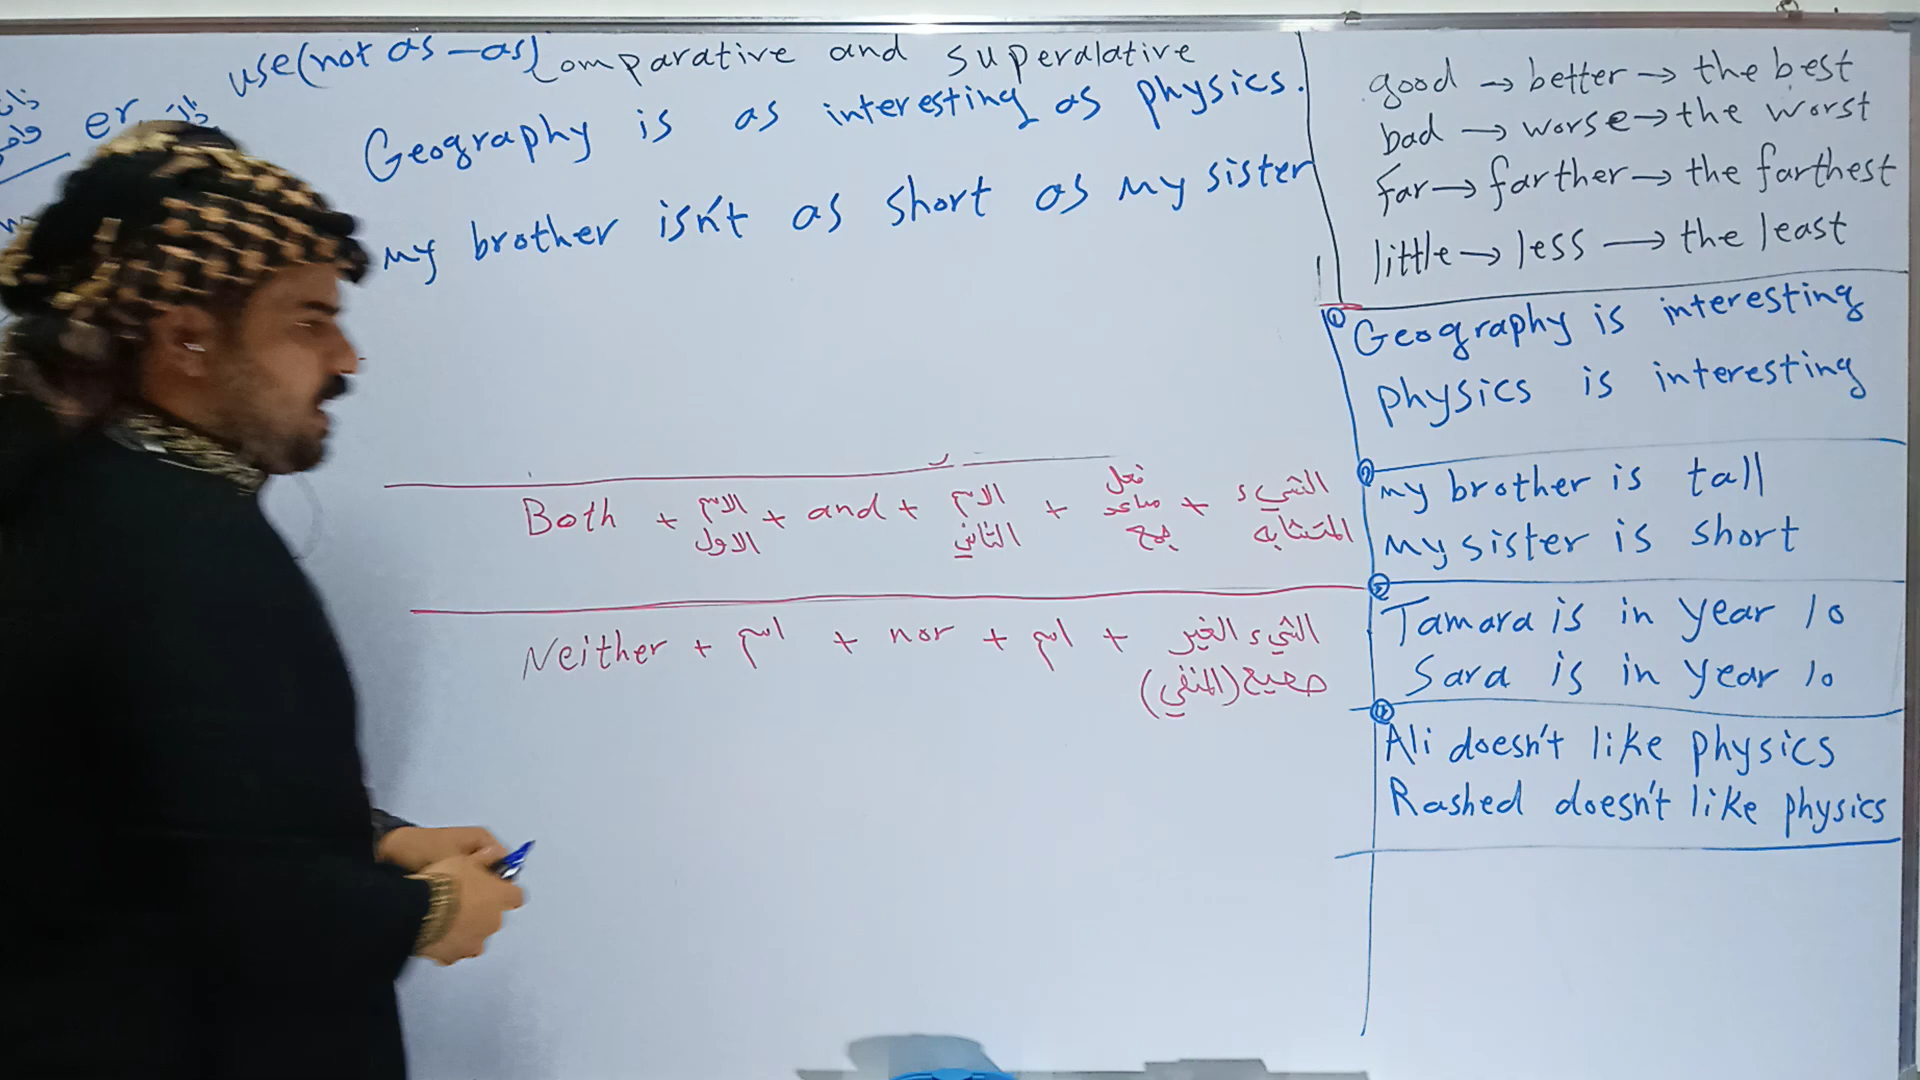 use (not as - as) Comparative and superalative
er
Geography is as interesting as physics.
my brother isn't as short as my sister
Both + الاسم الاول + and + الاسم الثاني + فعل مساعد جمع + الشيء المتشابه
Neither + اسم + nor + اسم + الشيء الغير صحيح (المنفي)
good → better → the best
bad → worse → the worst
far → farther → the farthest
little → less → the least
① Geography is interesting
physics is interesting
② my brother is tall
my sister is short
③ Tamara is in year 10
Sara is in year 10
④ Ali doesn't like physics
Rashed doesn't like physics